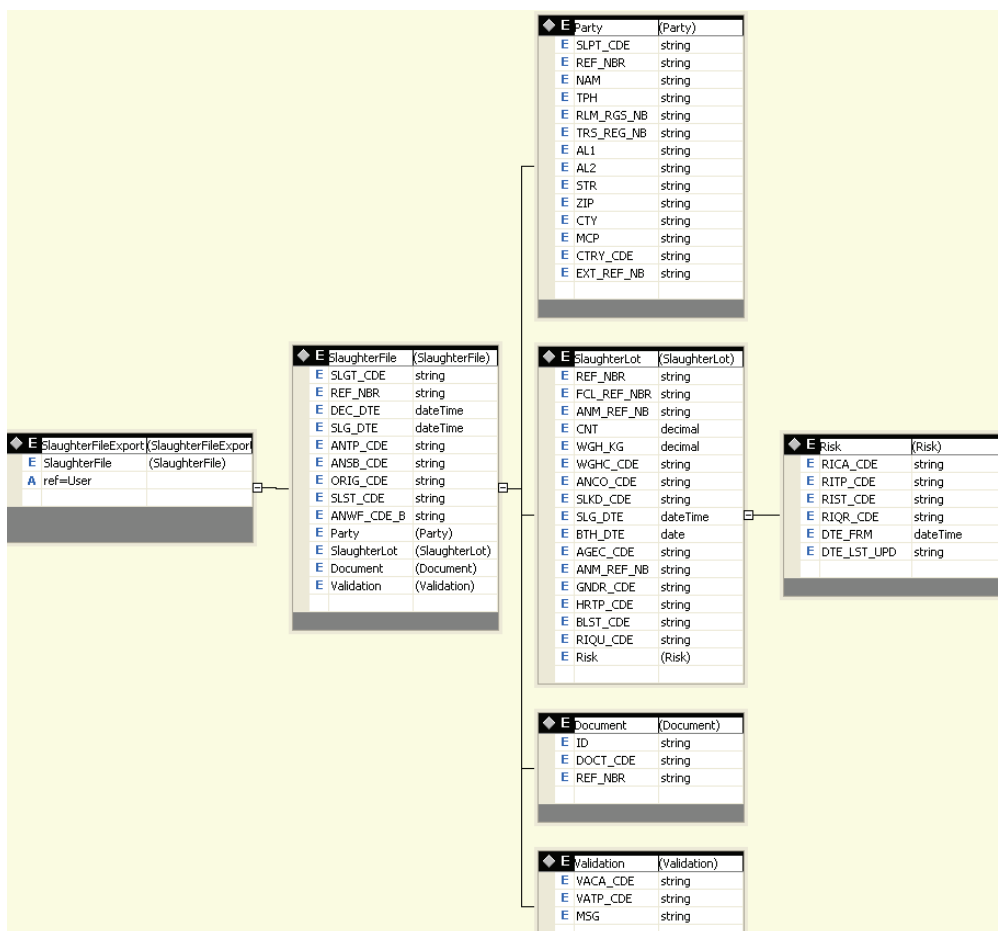 E SlaughterFileExport (SlaughterFileExport
E SlaughterFile (SlaughterFile)
A ref=User
E SlaughterFile (SlaughterFile)
E SLGT_CDE string
E REF_NBR string
E DEC_DTE dateTime
E SLG_DTE dateTime
E ANTP_CDE string
E ANSB_CDE string
E ORIG_CDE string
E SLST_CDE string
E ANWF_CDE_B string
E Party (Party)
E SlaughterLot (SlaughterLot)
E Document (Document)
E Validation (Validation)
E Party (Party)
E SLPT_CDE string
E REF_NBR string
E NAM string
E TPH string
E RLM_RGS_NB string
E TRS_REG_NB string
E AL1 string
E AL2 string
E STR string
E ZIP string
E CTY string
E MCP string
E CTRY_CDE string
E EXT_REF_NB string
E SlaughterLot (SlaughterLot)
E REF_NBR string
E FCL_REF_NBR string
E ANM_REF_NB string
E CNT decimal
E WGH_KG decimal
E WGHC_CDE string
E ANCO_CDE string
E SLKD_CDE string
E SLG_DTE dateTime
E BTH_DTE date
E AGEC_CDE string
E ANM_REF_NB string
E GNDR_CDE string
E HRTP_CDE string
E BLST_CDE string
E RIQU_CDE string
E Risk (Risk)
E Document (Document)
E ID string
E DOCT_CDE string
E REF_NBR string
E Validation (Validation)
E VACA_CDE string
E VATP_CDE string
E MSG string
E Risk (Risk)
E RICA_CDE string
E RITP_CDE string
E RIST_CDE string
E RIQR_CDE string
E DTE_FRM dateTime
E DTE_LST_UPD string